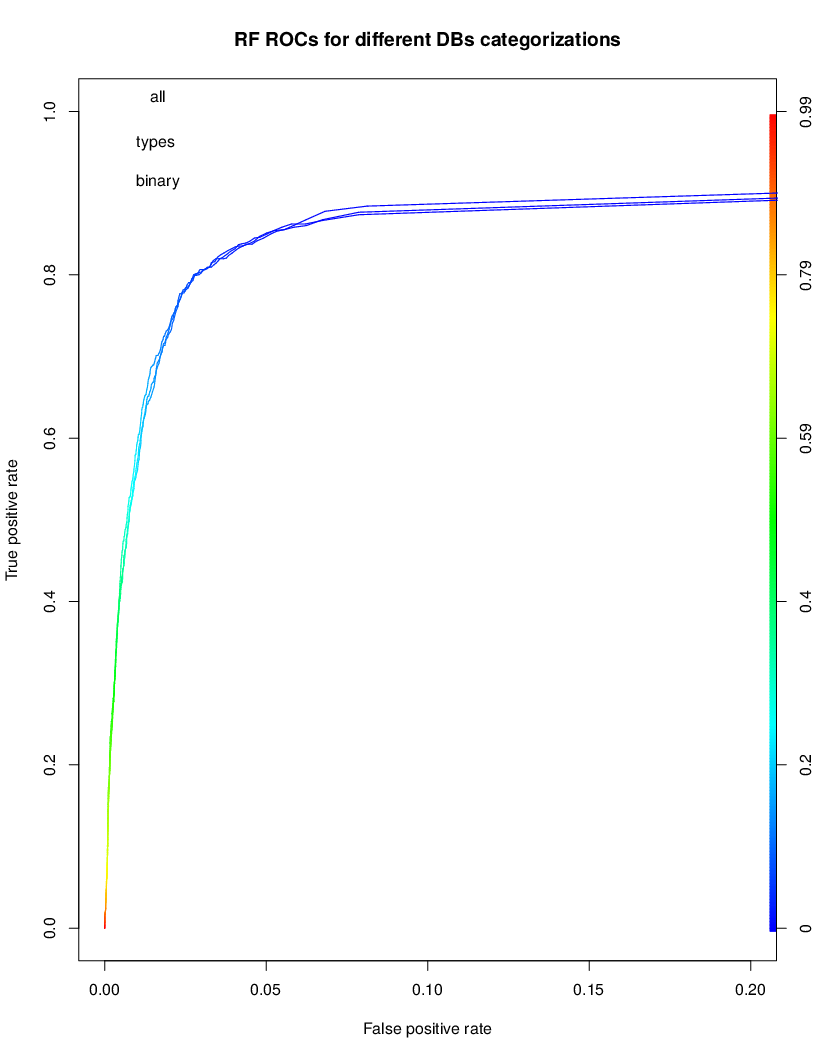 RF ROCs for different DBs categorizations
all
types
binary
True positive rate
1.0
0.8
0.6
0.4
0.2
0.0
0.99
0.79
0.59
0.4
0.2
0
0.00 0.05 0.10 0.15 0.20
False positive rate